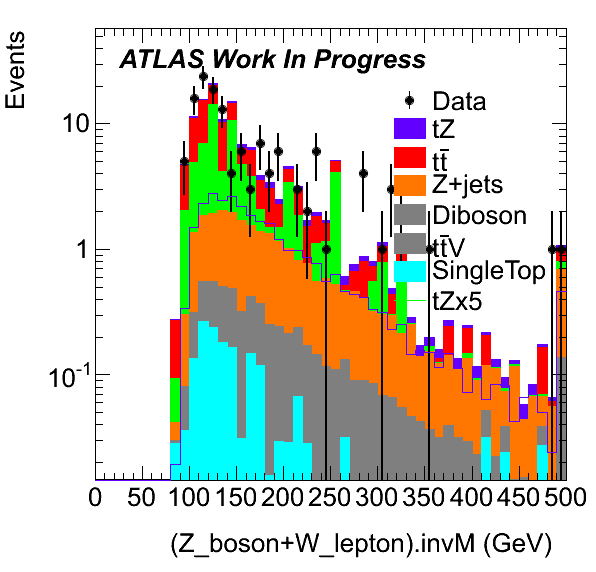 Events
ATLAS Work In Progress
Data
tZ
tt̄
Z+jets
Diboson
tt̄V
SingleTop
tZx5
10
1
10⁻¹
0 50 100 150 200 250 300 350 400 450 500
(Z_boson+W_lepton).invM (GeV)